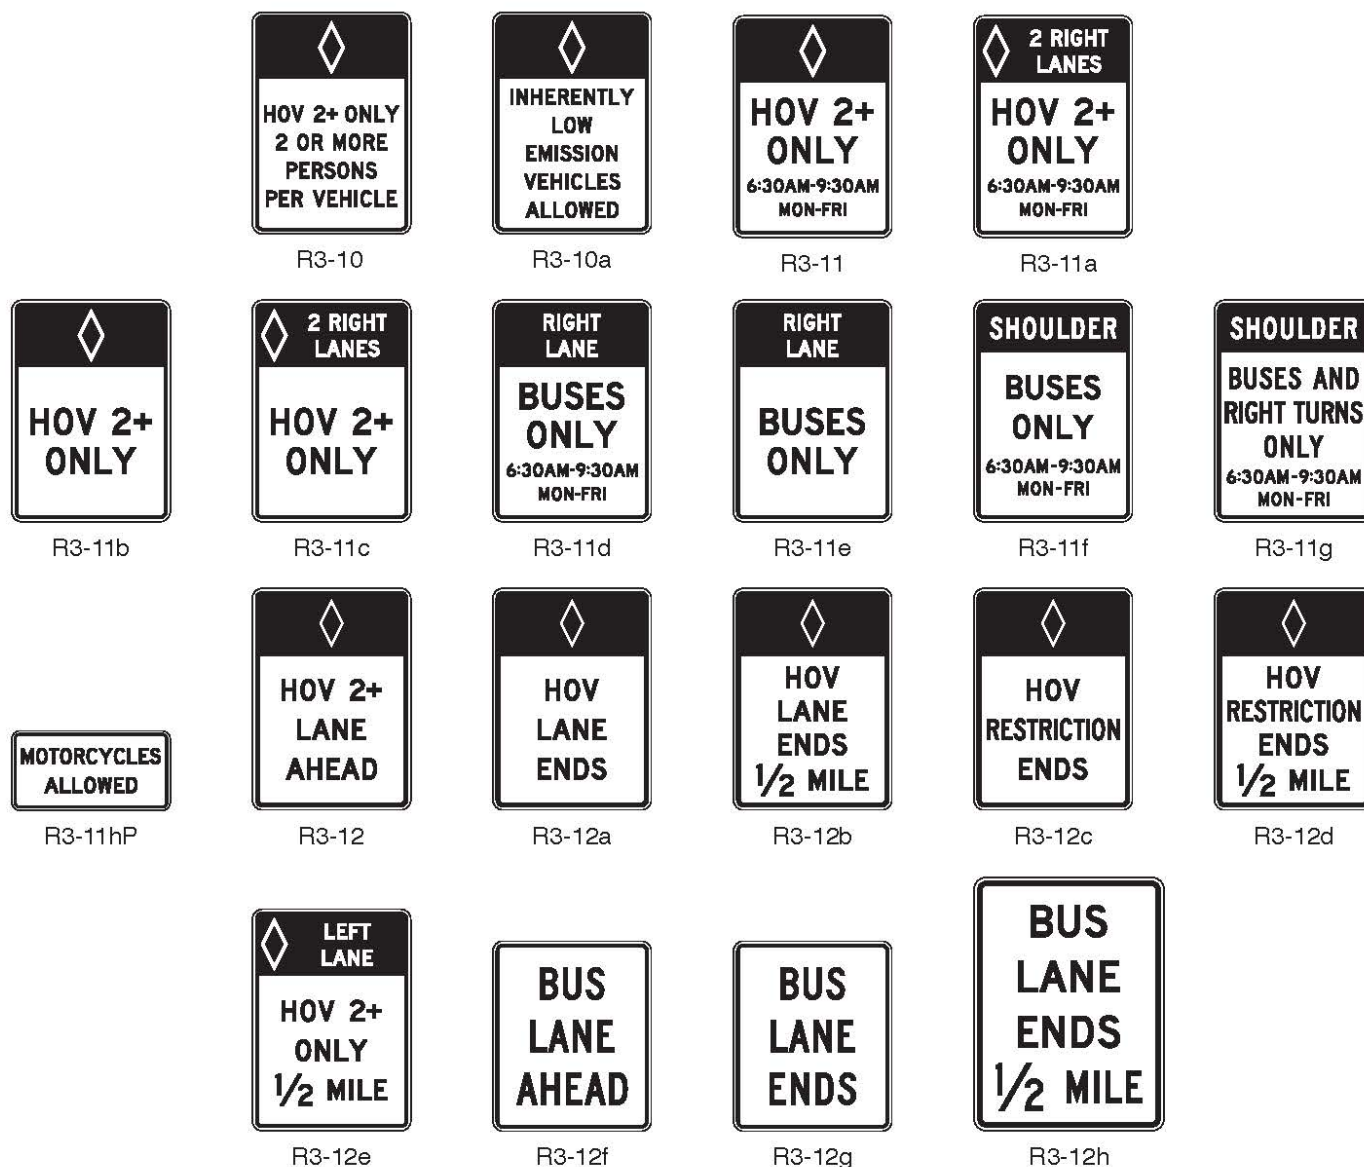 HOV 2+ ONLY
2 OR MORE
PERSONS
PER VEHICLE
R3-10
INHERENTLY
LOW
EMISSION
VEHICLES
ALLOWED
R3-10a
HOV 2+
ONLY
6:30AM-9:30AM
MON-FRI
R3-11
2 RIGHT
LANES
HOV 2+
ONLY
6:30AM-9:30AM
MON-FRI
R3-11a
HOV 2+
ONLY
R3-11b
2 RIGHT
LANES
HOV 2+
ONLY
R3-11c
RIGHT
LANE
BUSES
ONLY
6:30AM-9:30AM
MON-FRI
R3-11d
RIGHT
LANE
BUSES
ONLY
R3-11e
SHOULDER
BUSES
ONLY
6:30AM-9:30AM
MON-FRI
R3-11f
SHOULDER
BUSES AND
RIGHT TURNS
ONLY
6:30AM-9:30AM
MON-FRI
R3-11g
MOTORCYCLES
ALLOWED
R3-11hP
HOV 2+
LANE
AHEAD
R3-12
HOV
LANE
ENDS
R3-12a
HOV
LANE
ENDS
1/2 MILE
R3-12b
HOV
RESTRICTION
ENDS
R3-12c
HOV
RESTRICTION
ENDS
1/2 MILE
R3-12d
LEFT
LANE
HOV 2+
ONLY
1/2 MILE
R3-12e
BUS
LANE
AHEAD
R3-12f
BUS
LANE
ENDS
R3-12g
BUS
LANE
ENDS
1/2 MILE
R3-12h